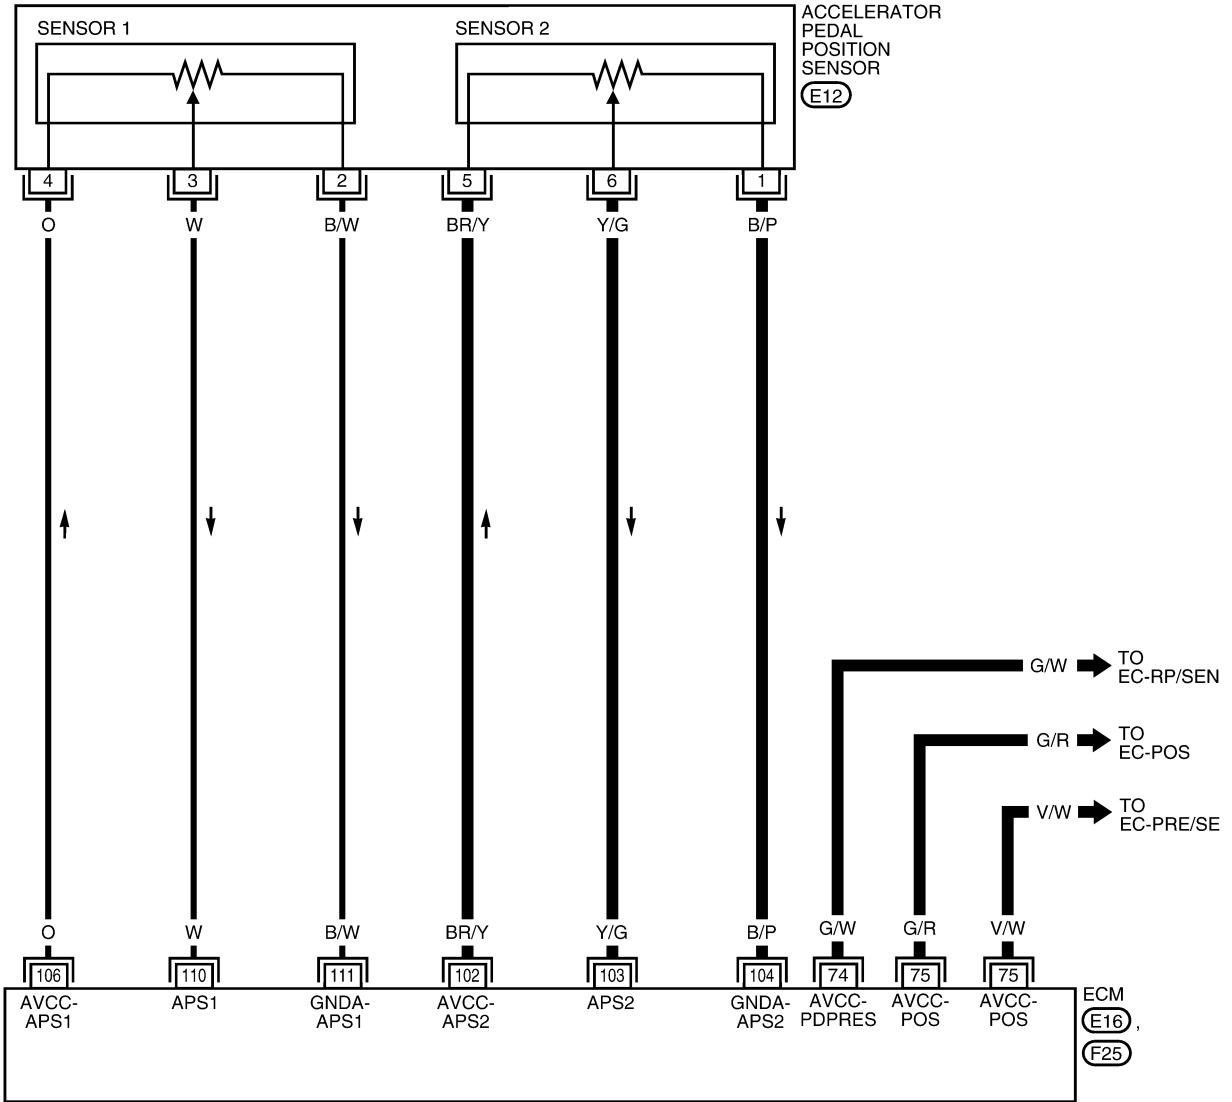 SENSOR 1
SENSOR 2
ACCELERATOR
PEDAL
POSITION
SENSOR
E12
4
3
2
5
6
1
O
W
B/W
BR/Y
Y/G
B/P
G/W
TO
EC-RP/SEN
G/R
TO
EC-POS
V/W
TO
EC-PRE/SE
O
W
B/W
BR/Y
Y/G
B/P
G/W
G/R
V/W
106
110
111
102
103
104
74
75
75
AVCC-
APS1
APS1
GNDA-
APS1
AVCC-
APS2
APS2
GNDA-
APS2
AVCC-
PDPRES
AVCC-
POS
AVCC-
POS
ECM
E16 ,
F25